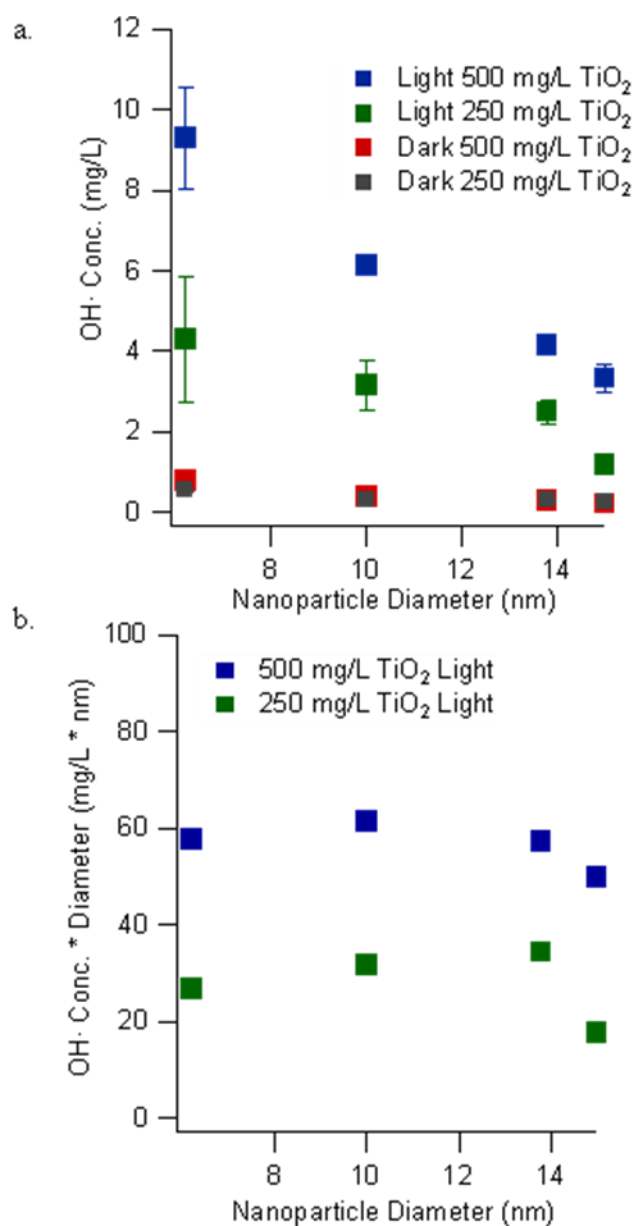 a.
12
10
8
6
4
2
0
OH· Conc. (mg/L)
Light 500 mg/L TiO₂
Light 250 mg/L TiO₂
Dark 500 mg/L TiO₂
Dark 250 mg/L TiO₂
8 10 12 14
Nanoparticle Diameter (nm)
b.
100
80
60
40
20
0
OH· Conc. * Diameter (mg/L * nm)
500 mg/L TiO₂ Light
250 mg/L TiO₂ Light
8 10 12 14
Nanoparticle Diameter (nm)